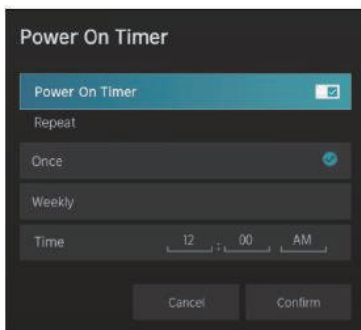 Power On Timer
Power On Timer
Repeat
Once
Weekly
Time 12 : 00 AM
Cancel Confirm